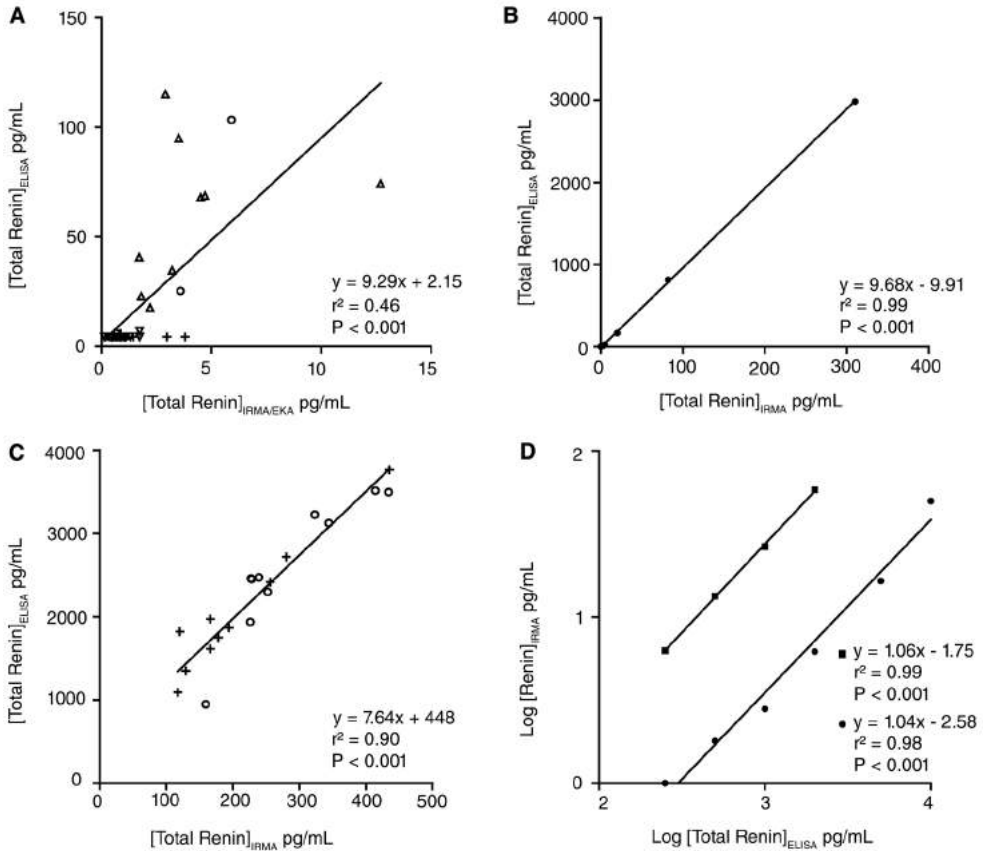 A
150
100
50
0
[Total Renin]ELISA pg/mL
y = 9.29x + 2.15
r² = 0.46
P < 0.001
0 5 10 15
[Total Renin]IRMA/EKA pg/mL
B
4000
3000
2000
1000
0
[Total Renin]ELISA pg/mL
y = 9.68x - 9.91
r² = 0.99
P < 0.001
0 100 200 300 400
[Total Renin]IRMA pg/mL
C
4000
3000
2000
1000
0
[Total Renin]ELISA pg/mL
y = 7.64x + 448
r² = 0.90
P < 0.001
0 100 200 300 400 500
[Total Renin]IRMA pg/mL
D
2
1
0
Log [Renin]IRMA pg/mL
y = 1.06x - 1.75
r² = 0.99
P < 0.001
y = 1.04x - 2.58
r² = 0.98
P < 0.001
2 3 4
Log [Total Renin]ELISA pg/mL